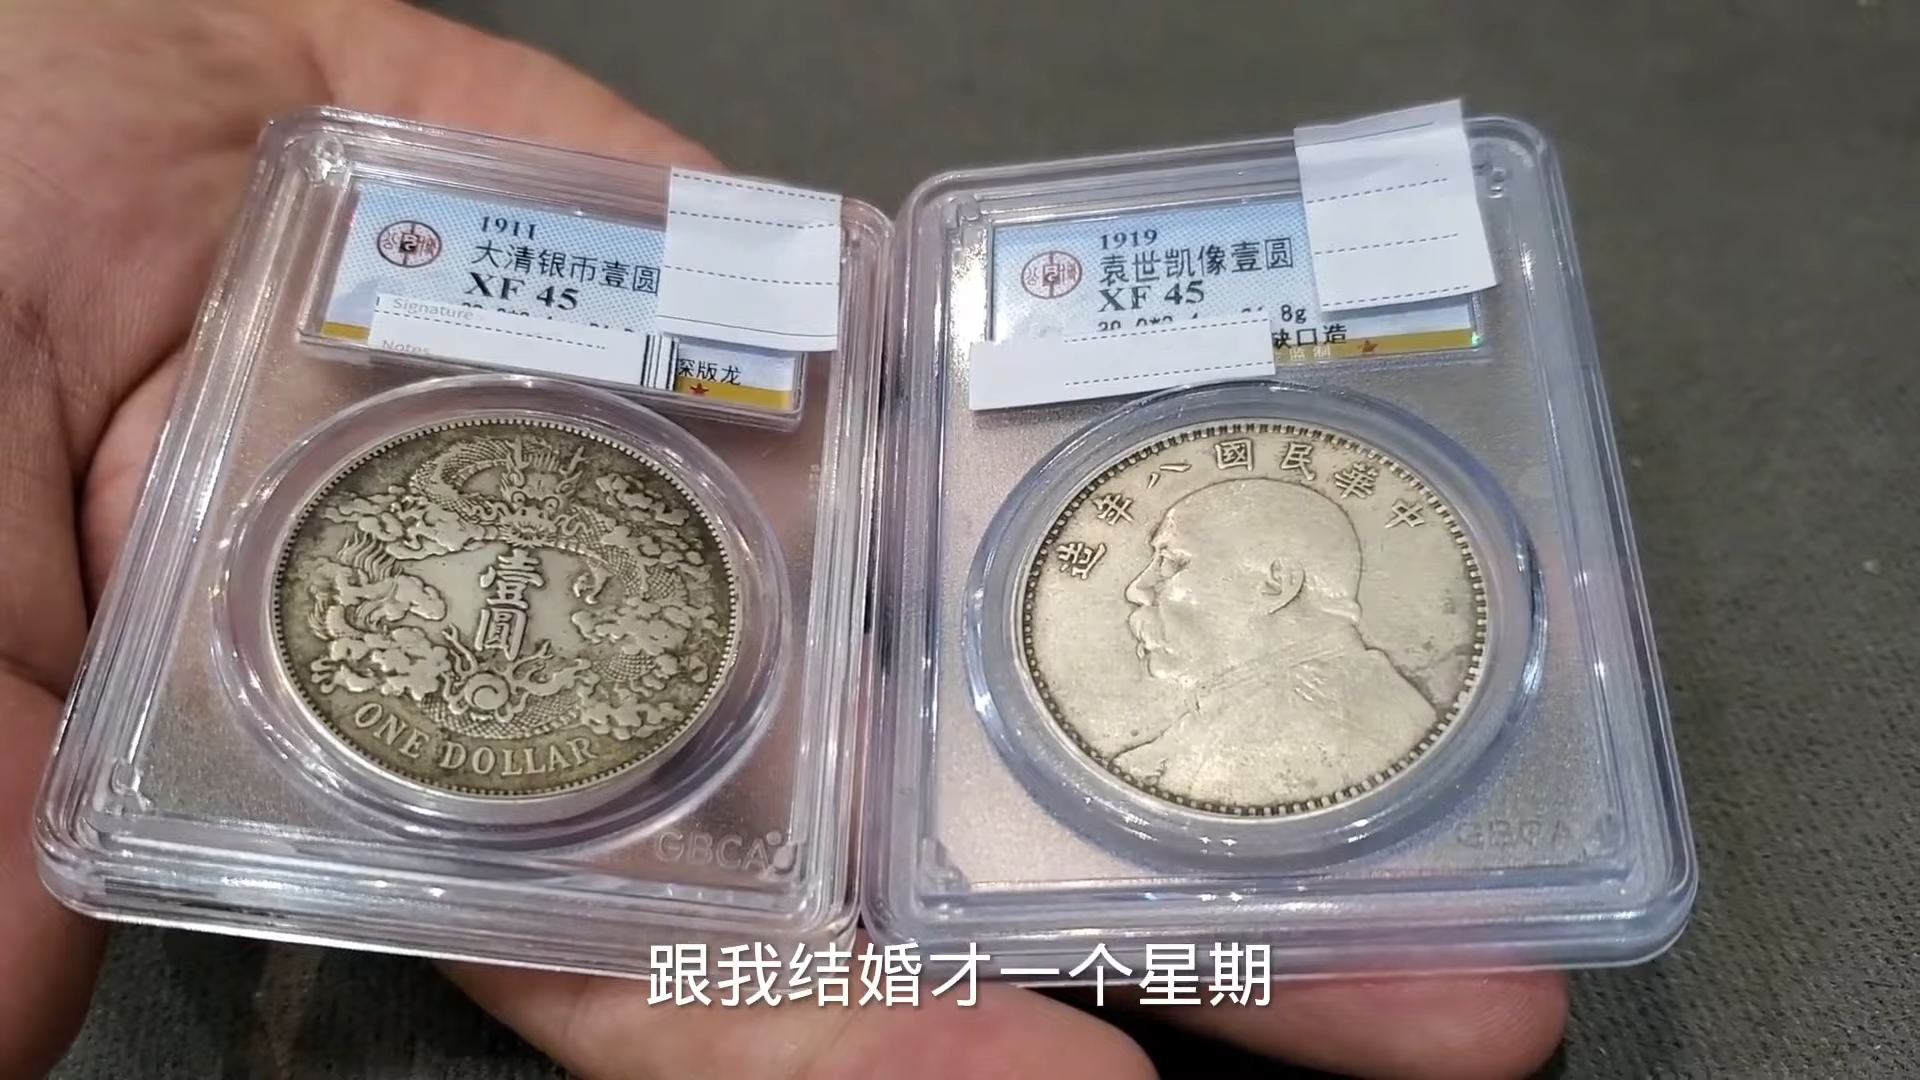 1911
大清银币壹圆
XF 45
Signature
Notes
深版龙
壹圆
ONE DOLLAR
GBCA
1919
袁世凯像壹圆
XF 45
8g
缺口造
监制
中華民國八年造
GBCA
跟我结婚才一个星期